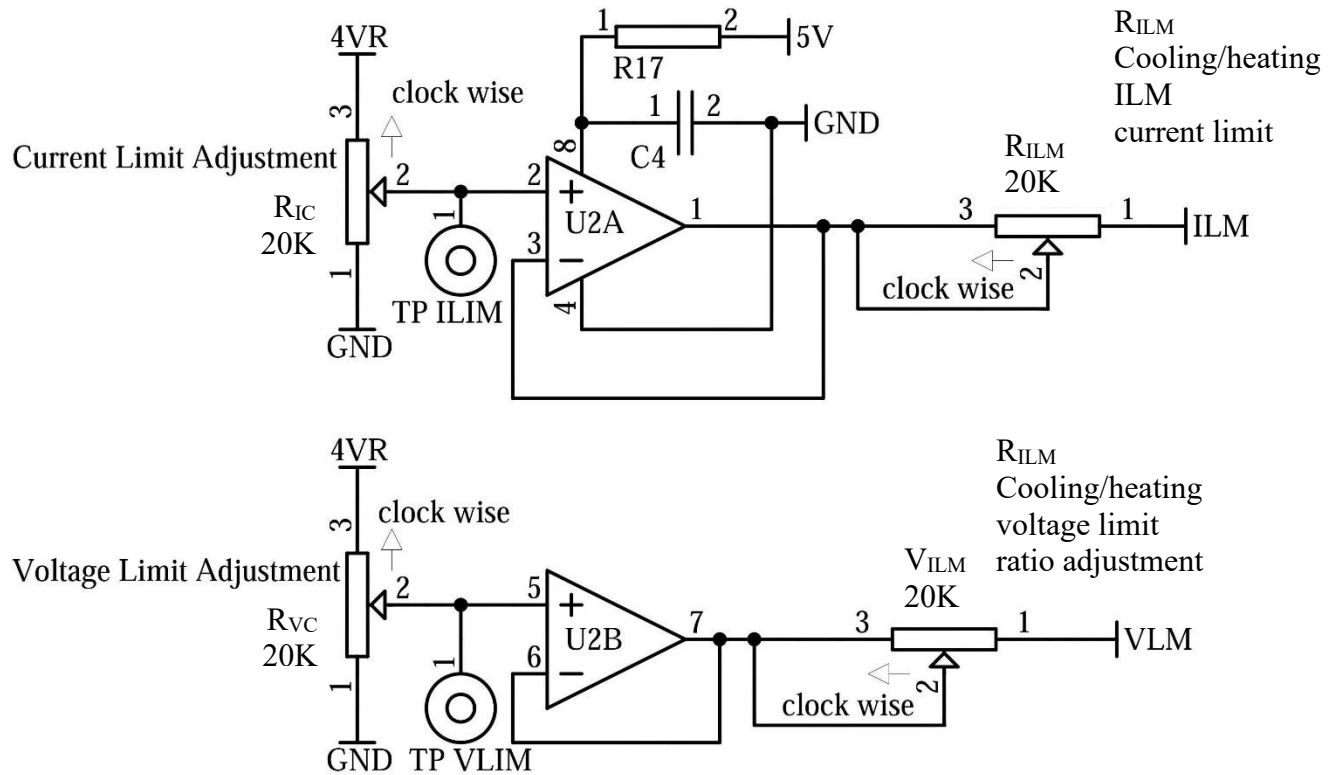 4VR
3
clock wise
Current Limit Adjustment
2
RIC
20K
1
GND
1
TP ILIM
1
2
5V
R17
1
2
GND
C4
8
2
+
U2A
1
3
−
4
RILM
Cooling/heating
ILM
current limit
RILM
20K
3
1
ILM
2
clock wise
4VR
3
clock wise
Voltage Limit Adjustment
2
RVC
20K
1
GND
1
TP VLIM
5
+
U2B
7
6
−
RILM
Cooling/heating
voltage limit
ratio adjustment
VILM
20K
3
1
VLM
2
clock wise